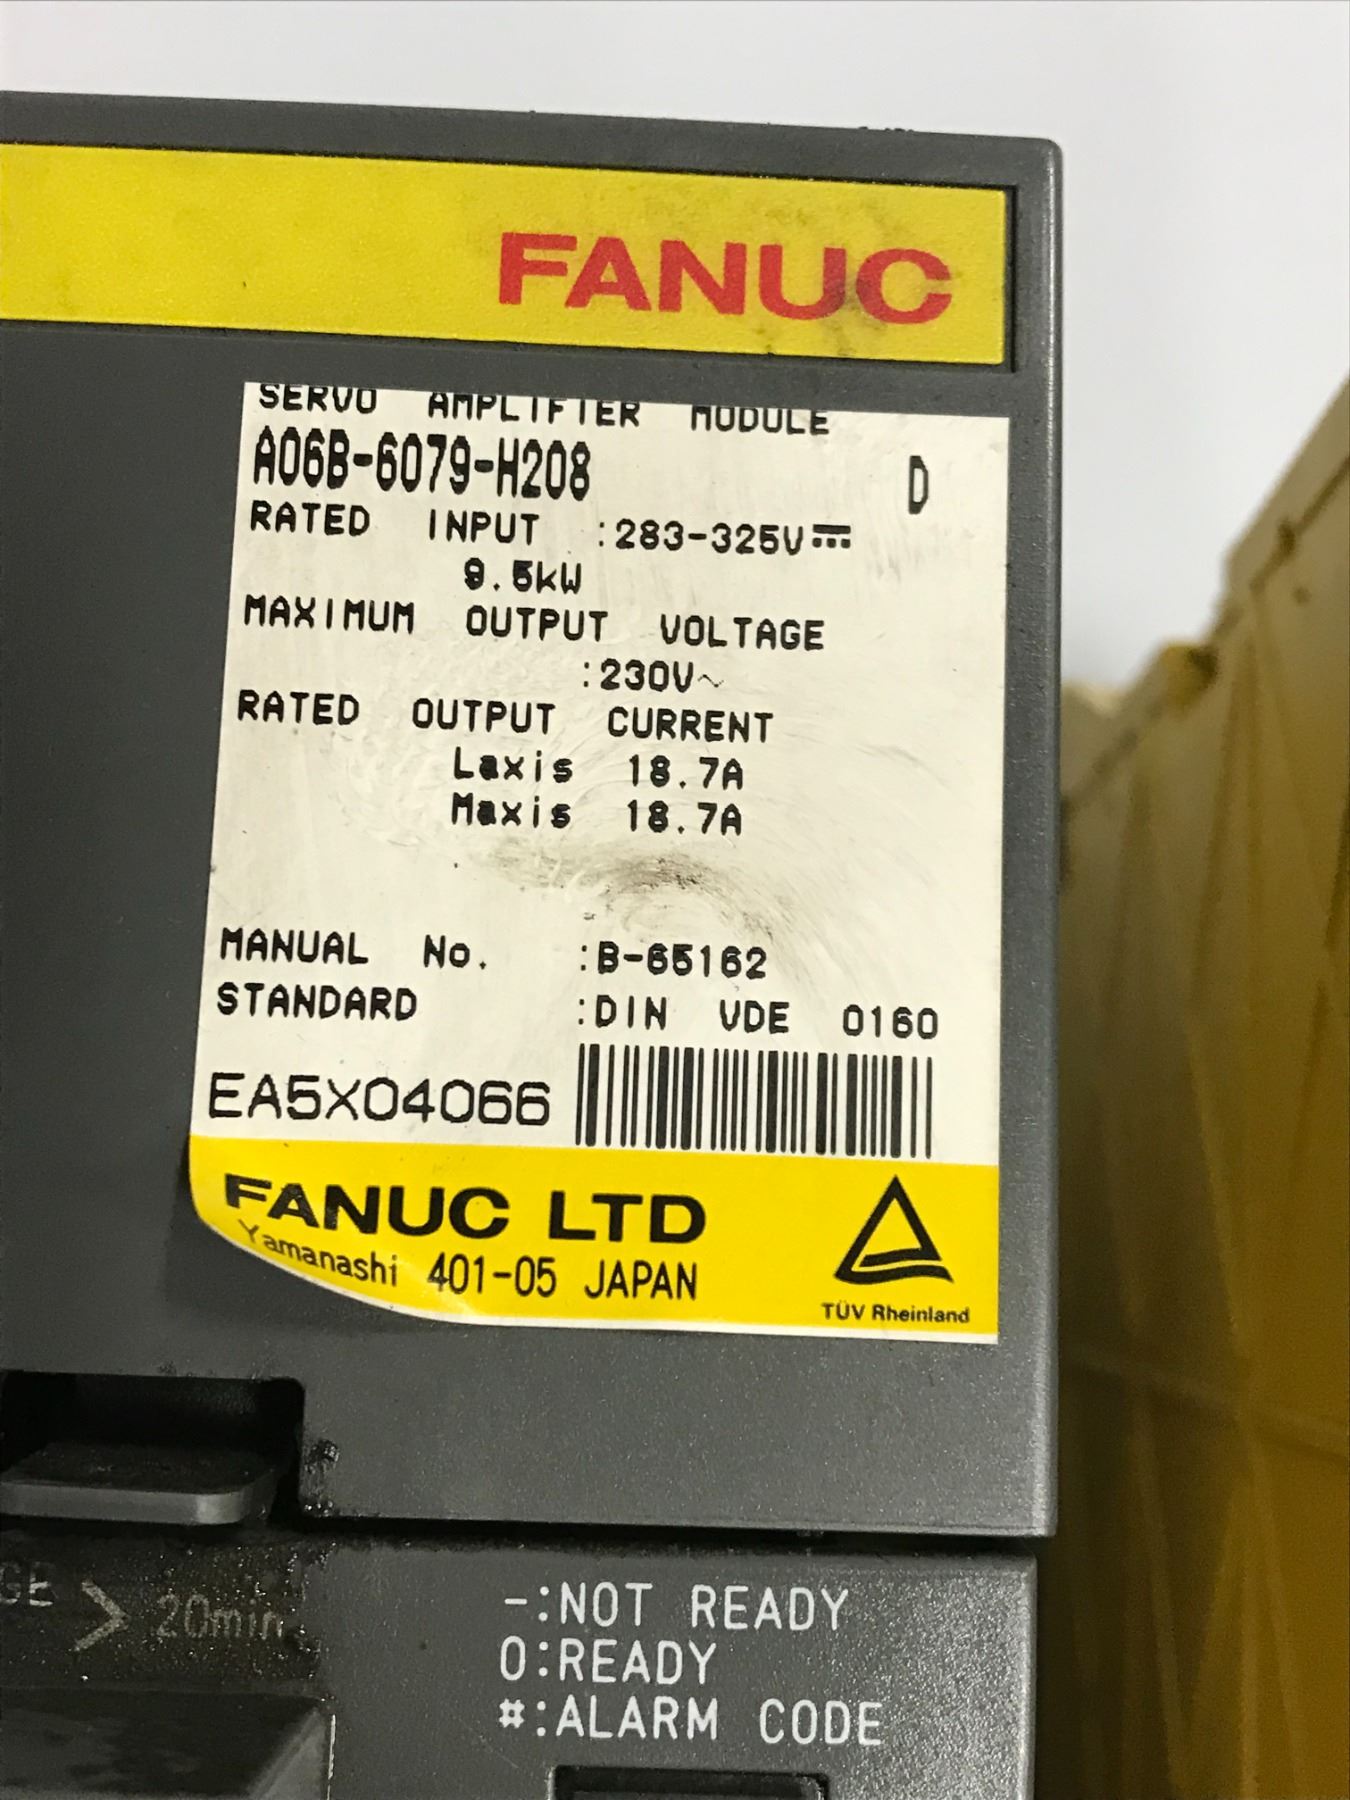 FANUC
SERVO AMPLIFIER MODULE
A06B-6079-H208 D
RATED INPUT :283-325V⎓
9.5kW
MAXIMUM OUTPUT VOLTAGE
:230V~
RATED OUTPUT CURRENT
Laxis 18.7A
Maxis 18.7A
MANUAL No. :B-65162
STANDARD :DIN VDE 0160
EA5X04066
FANUC LTD
Yamanashi 401-05 JAPAN
TÜV Rheinland
> 20min.
-:NOT READY
0:READY
#:ALARM CODE